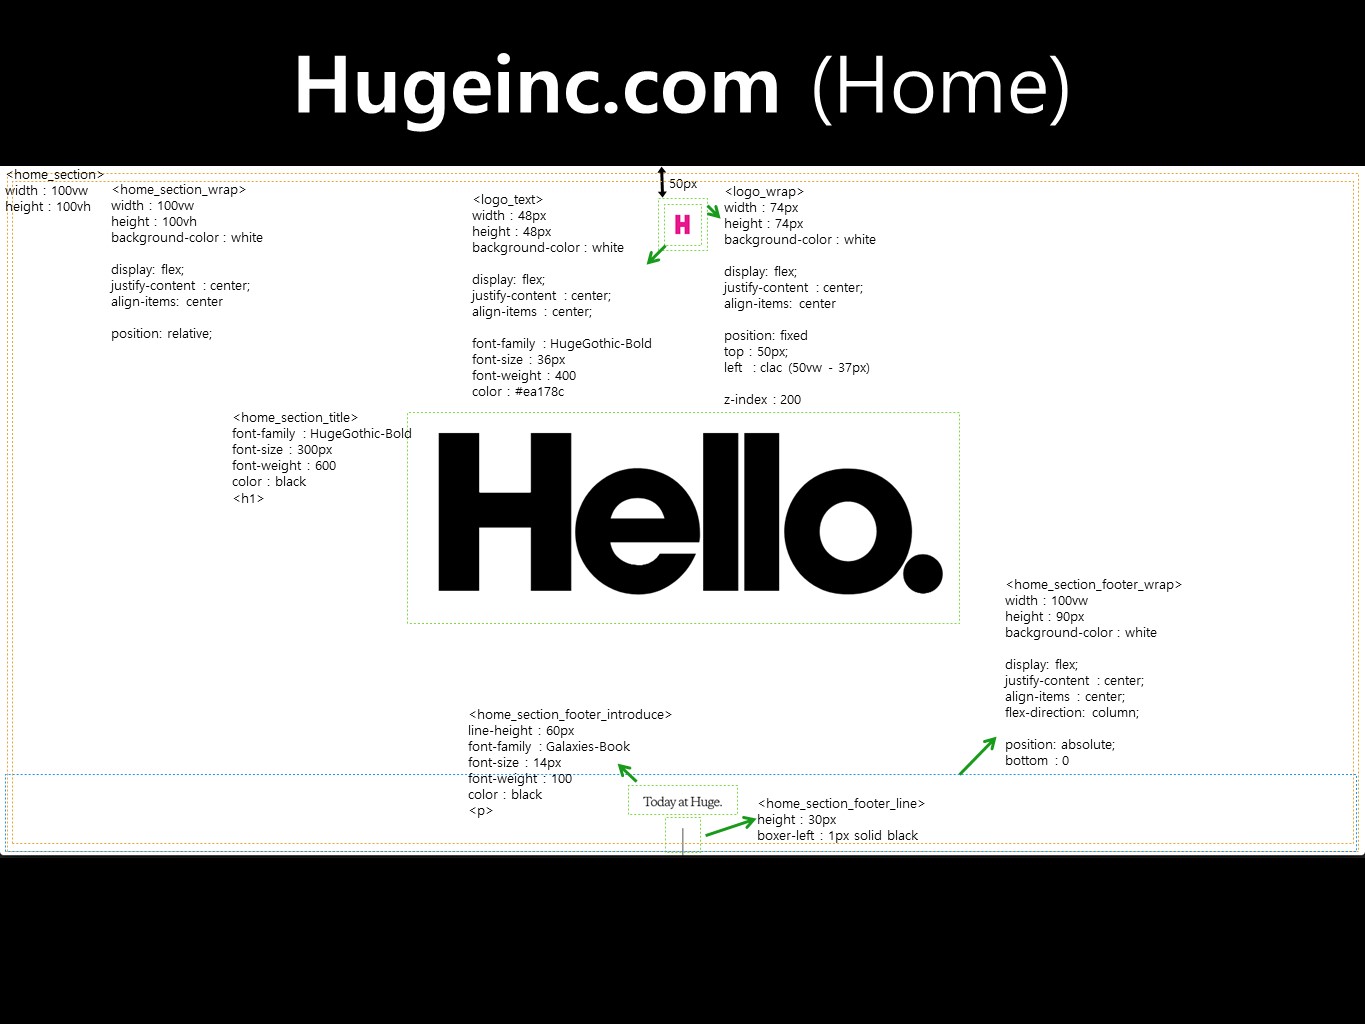 Hugeinc.com (Home)
<home_section>
width : 100vw
height : 100vh
<home_section_wrap>
width : 100vw
height : 100vh
background-color : white
display: flex;
justify-content : center;
align-items: center
position: relative;
<logo_text>
width : 48px
height : 48px
background-color : white
display: flex;
justify-content : center;
align-items : center;
font-family : HugeGothic-Bold
font-size : 36px
font-weight : 400
color : #ea178c
50px
H
<logo_wrap>
width : 74px
height : 74px
background-color : white
display: flex;
justify-content : center;
align-items: center
position: fixed
top : 50px;
left : clac (50vw - 37px)
z-index : 200
<home_section_title>
font-family : HugeGothic-Bold
font-size : 300px
font-weight : 600
color : black
<h1>
Hello.
<home_section_footer_wrap>
width : 100vw
height : 90px
background-color : white
display: flex;
justify-content : center;
align-items : center;
flex-direction: column;
position: absolute;
bottom : 0
<home_section_footer_introduce>
line-height : 60px
font-family : Galaxies-Book
font-size : 14px
font-weight : 100
color : black
<p>
Today at Huge.
<home_section_footer_line>
height : 30px
boxer-left : 1px solid black